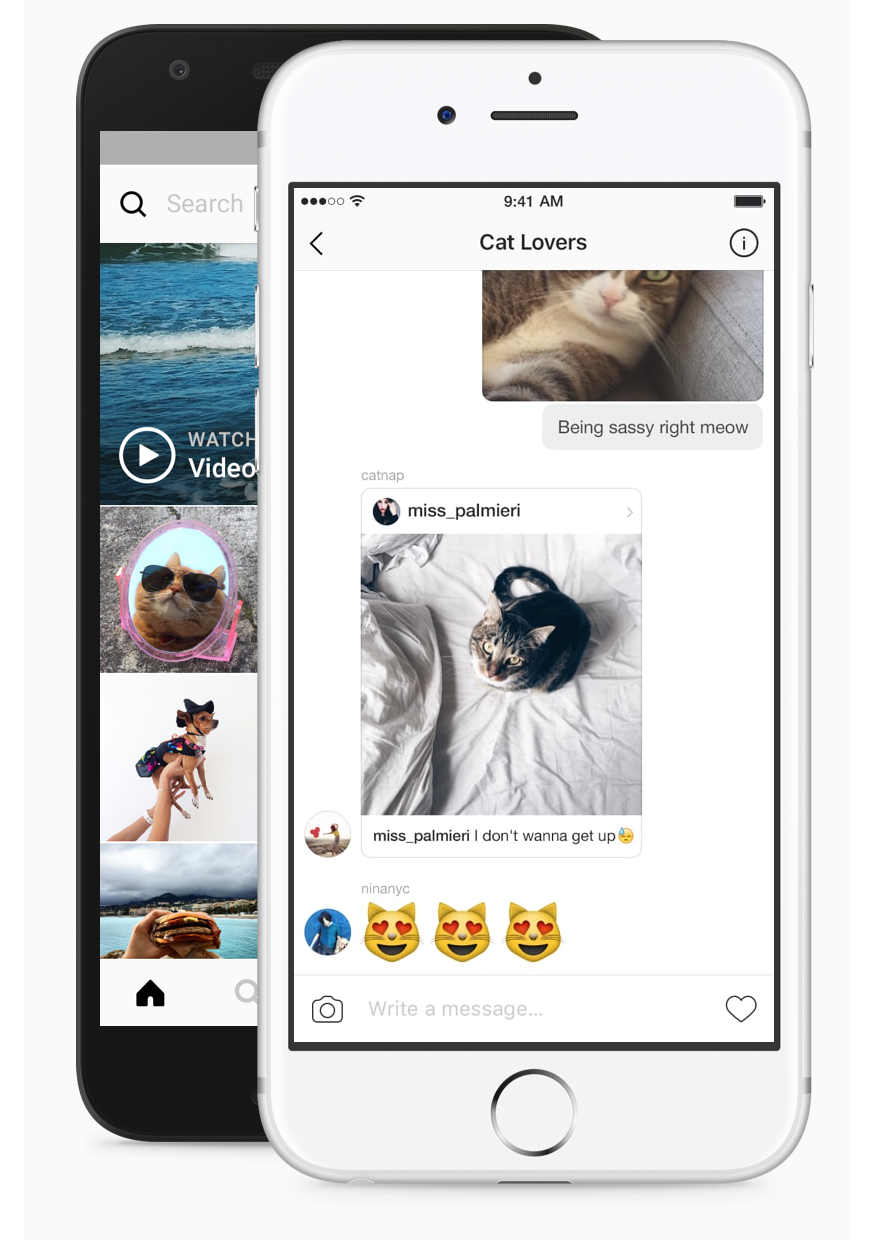 Search
WATCH
Video
9:41 AM
Cat Lovers
Being sassy right meow
catnap
miss_palmieri
miss_palmieri I don't wanna get up😓
ninanyc
😻 😻 😻
Write a message...